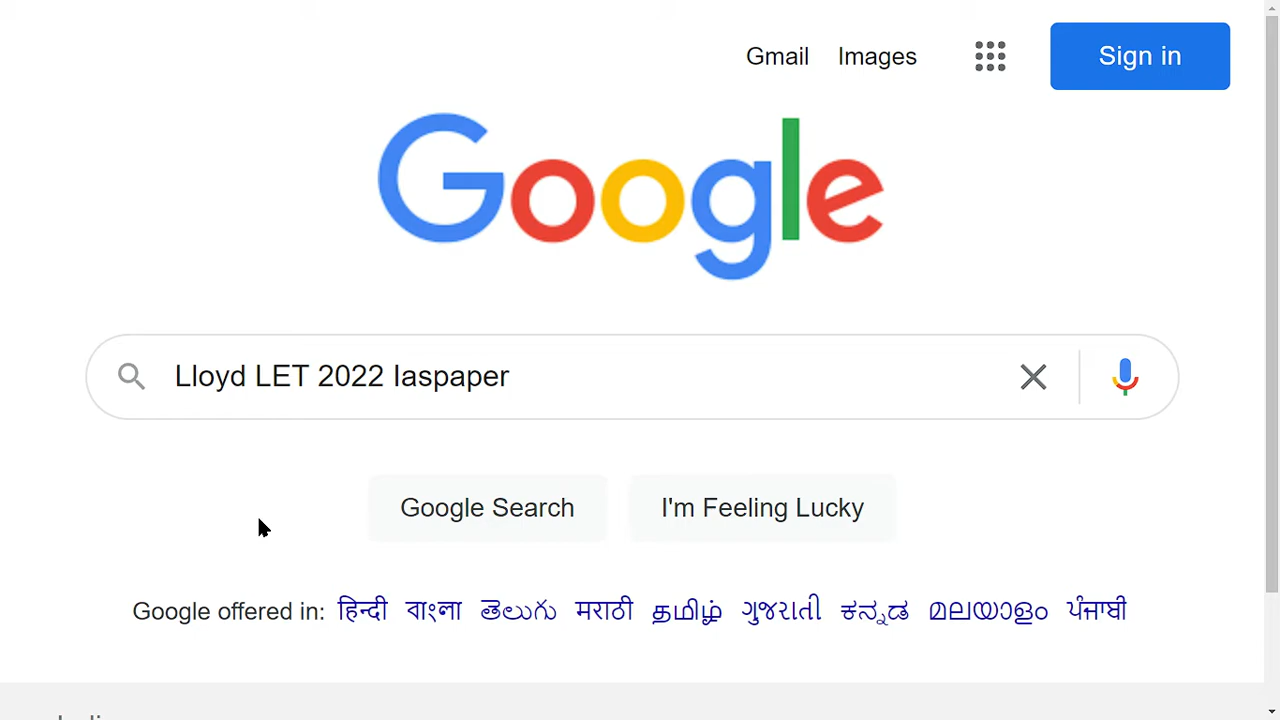 Gmail Images Sign in
Google
Lloyd LET 2022 Iaspaper
Google Search I'm Feeling Lucky
Google offered in: हिन्दी বাংলা తెలుగు मराठी தமிழ் ગુજરાતી ಕನ್ನಡ മലയാളം ਪੰਜਾਬੀ